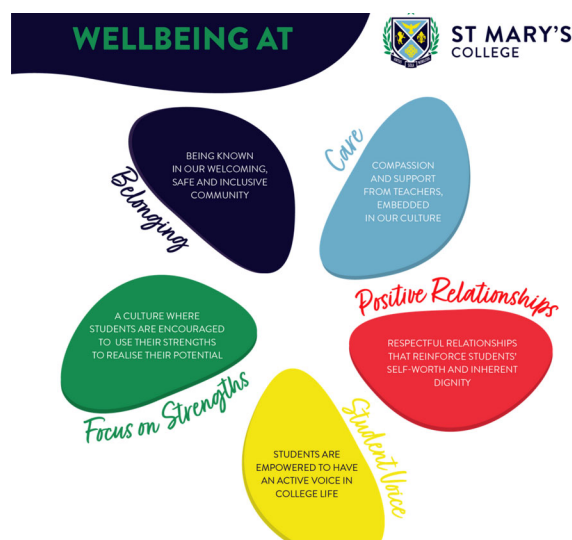 WELLBEING AT
ST MARY'S
COLLEGE
BEING KNOWN
IN OUR WELCOMING,
SAFE AND INCLUSIVE
COMMUNITY
Belonging
Care
COMPASSION
AND SUPPORT
FROM TEACHERS,
EMBEDDED
IN OUR CULTURE
Positive Relationships
RESPECTFUL RELATIONSHIPS
THAT REINFORCE STUDENTS'
SELF-WORTH AND INHERENT
DIGNITY
A CULTURE WHERE
STUDENTS ARE ENCOURAGED
TO USE THEIR STRENGTHS
TO REALISE THEIR POTENTIAL
Focus on Strengths
Student Voice
STUDENTS ARE
EMPOWERED TO HAVE
AN ACTIVE VOICE IN
COLLEGE LIFE